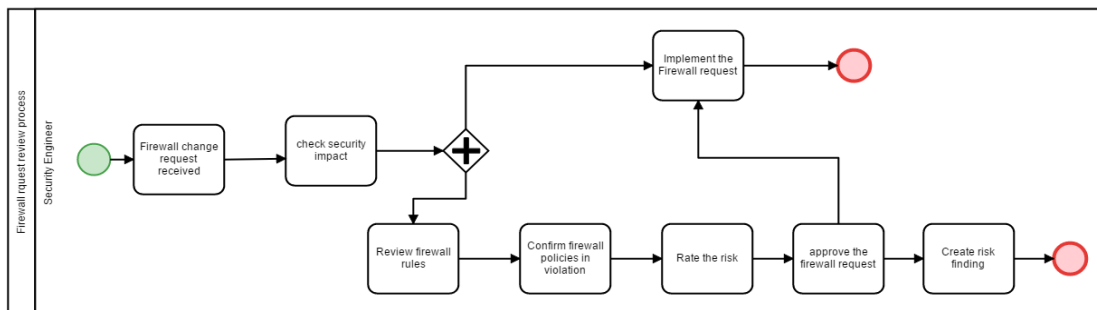 Firewall rquest review process
Security Engineer
Firewall change
request
received
check security
impact
Implement the
Firewall request
Review firewall
rules
Confirm firewall
policies in
violation
Rate the risk
approve the
firewall request
Create risk
finding